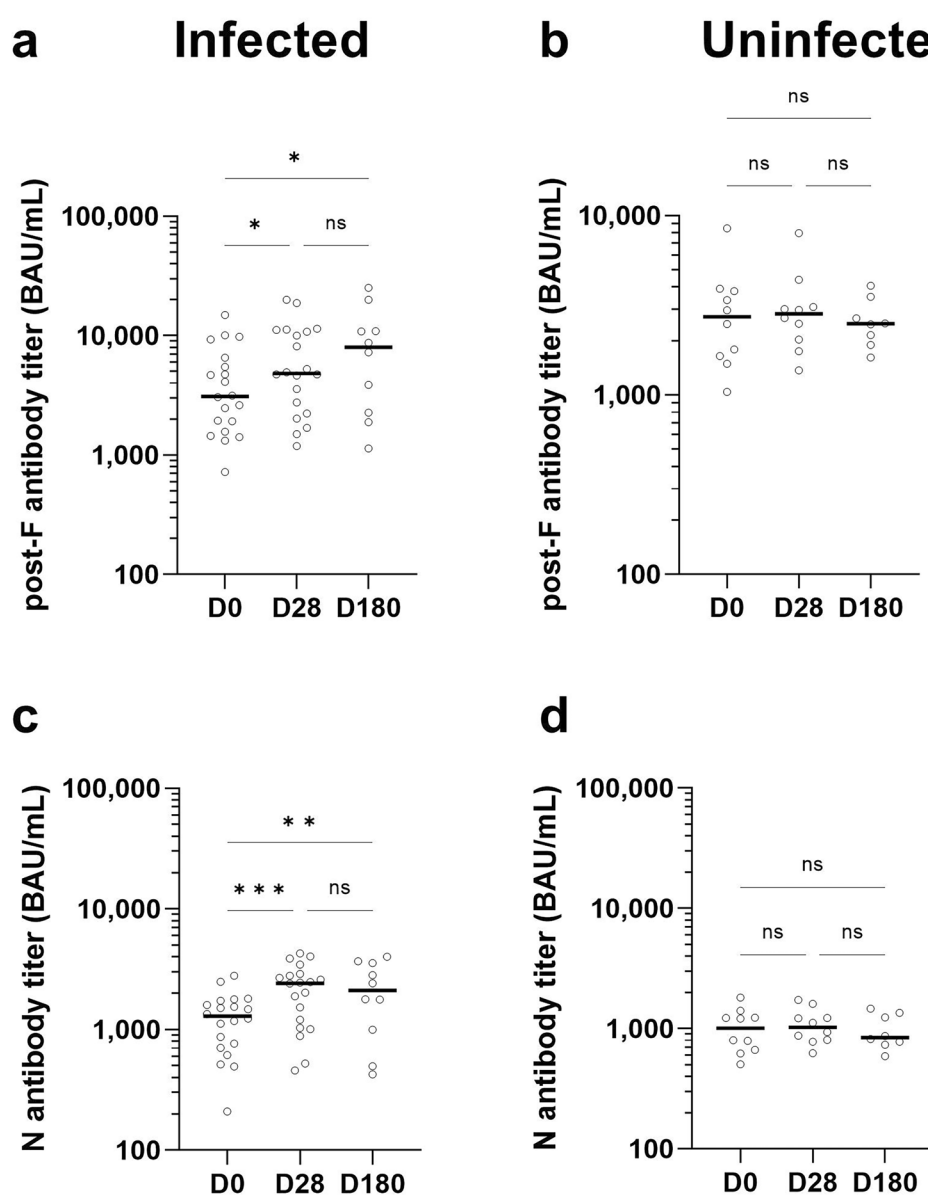 a
Infected
b
Uninfecte
post-F antibody titer (BAU/mL)
100,000
10,000
1,000
100
*
*
ns
D0
D28
D180
post-F antibody titer (BAU/mL)
10,000
1,000
100
ns
ns
ns
D0
D28
D180
c
N antibody titer (BAU/mL)
100,000
10,000
1,000
100
* *
* * *
ns
D0
D28
D180
d
N antibody titer (BAU/mL)
100,000
10,000
1,000
100
ns
ns
ns
D0
D28
D180